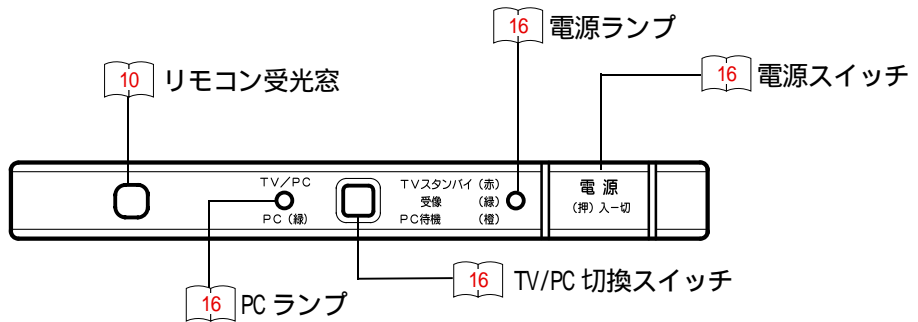 16 電源ランプ
10 リモコン受光窓
16 電源スイッチ
TV/PC
PC(緑)
TVスタンバイ(赤)
受像 (緑)
PC待機 (橙)
電源
(押)入ー切
16 TV/PC 切換スイッチ
16 PC ランプ